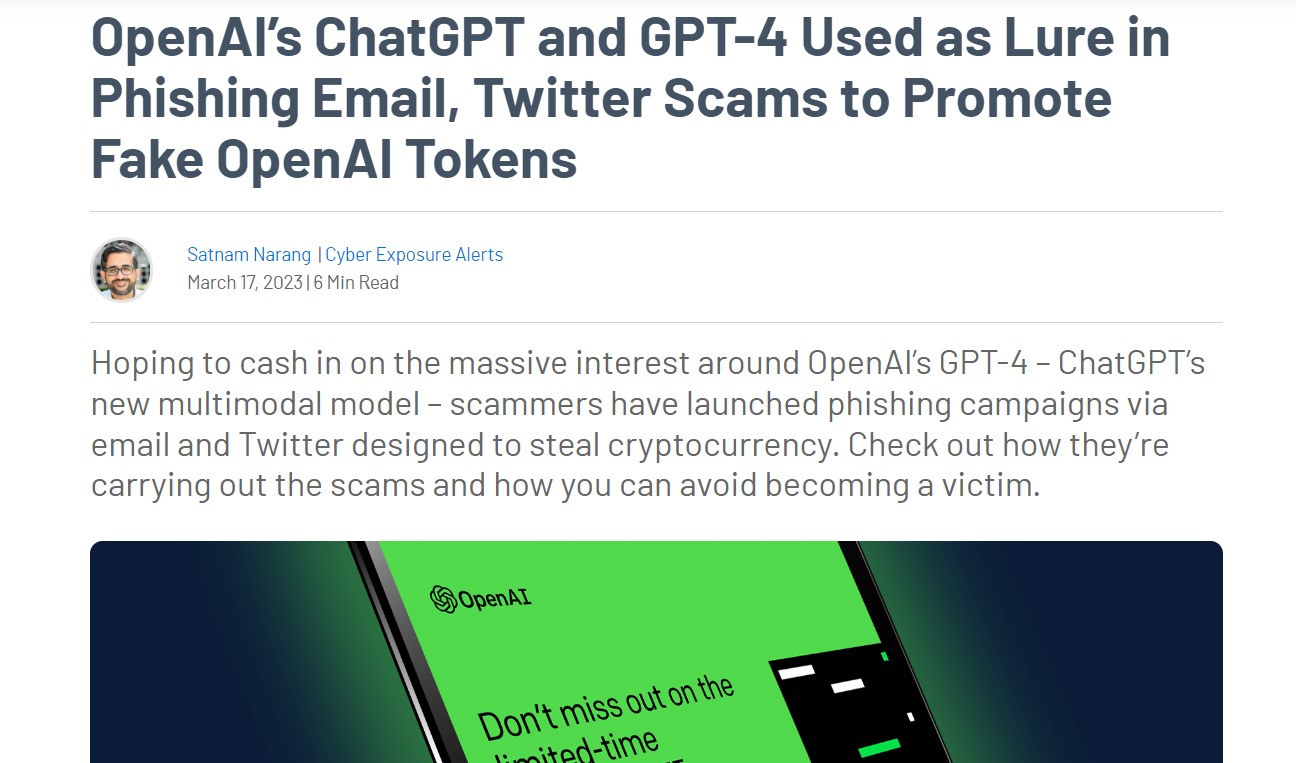 OpenAI’s ChatGPT and GPT-4 Used as Lure in
Phishing Email, Twitter Scams to Promote
Fake OpenAI Tokens
Satnam Narang | Cyber Exposure Alerts
March 17, 2023 | 6 Min Read
Hoping to cash in on the massive interest around OpenAI’s GPT-4 – ChatGPT’s
new multimodal model – scammers have launched phishing campaigns via
email and Twitter designed to steal cryptocurrency. Check out how they’re
carrying out the scams and how you can avoid becoming a victim.
OpenAI
Don't miss out on the
limited-time